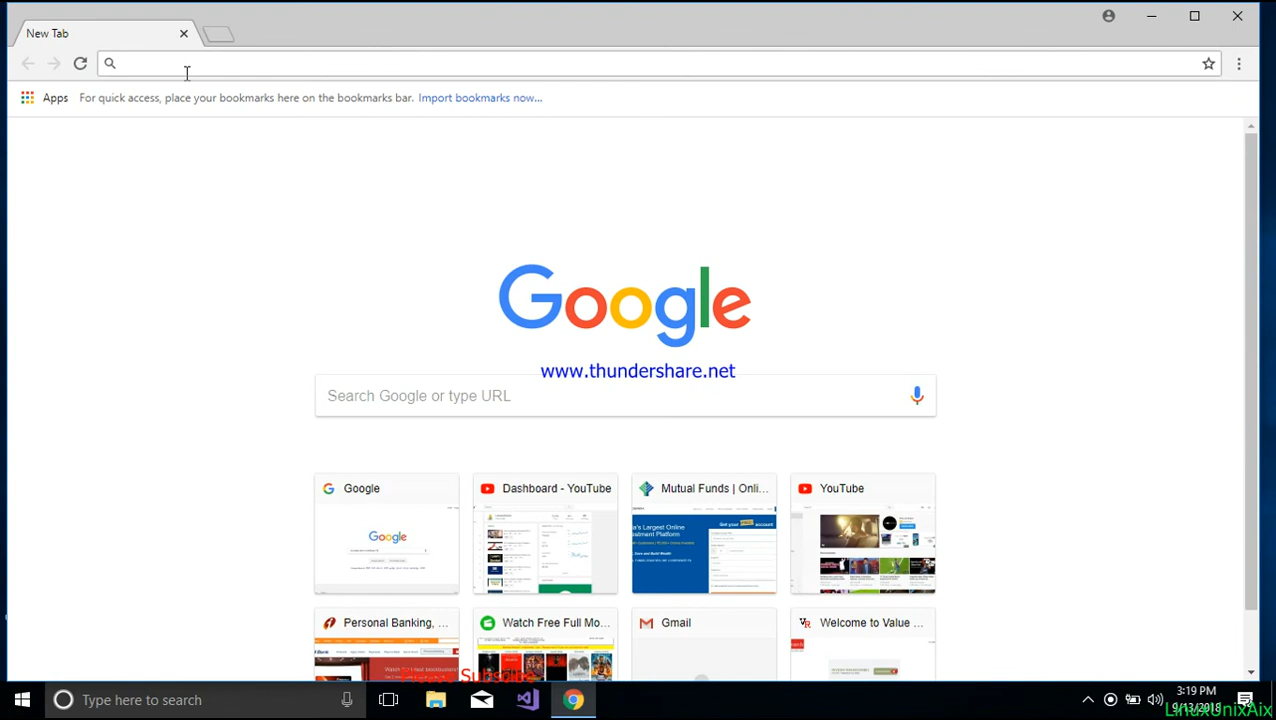 New Tab
Apps For quick access, place your bookmarks here on the bookmarks bar. Import bookmarks now...
Google
www.thundershare.net
Search Google or type URL
Google Dashboard - YouTube Mutual Funds | Onli... YouTube
Google
Personal Banking, ... Watch Free Full Mo... Gmail Welcome to Value ...
Subscribe
Type here to search
3:19 PM
LinuxUnixAix